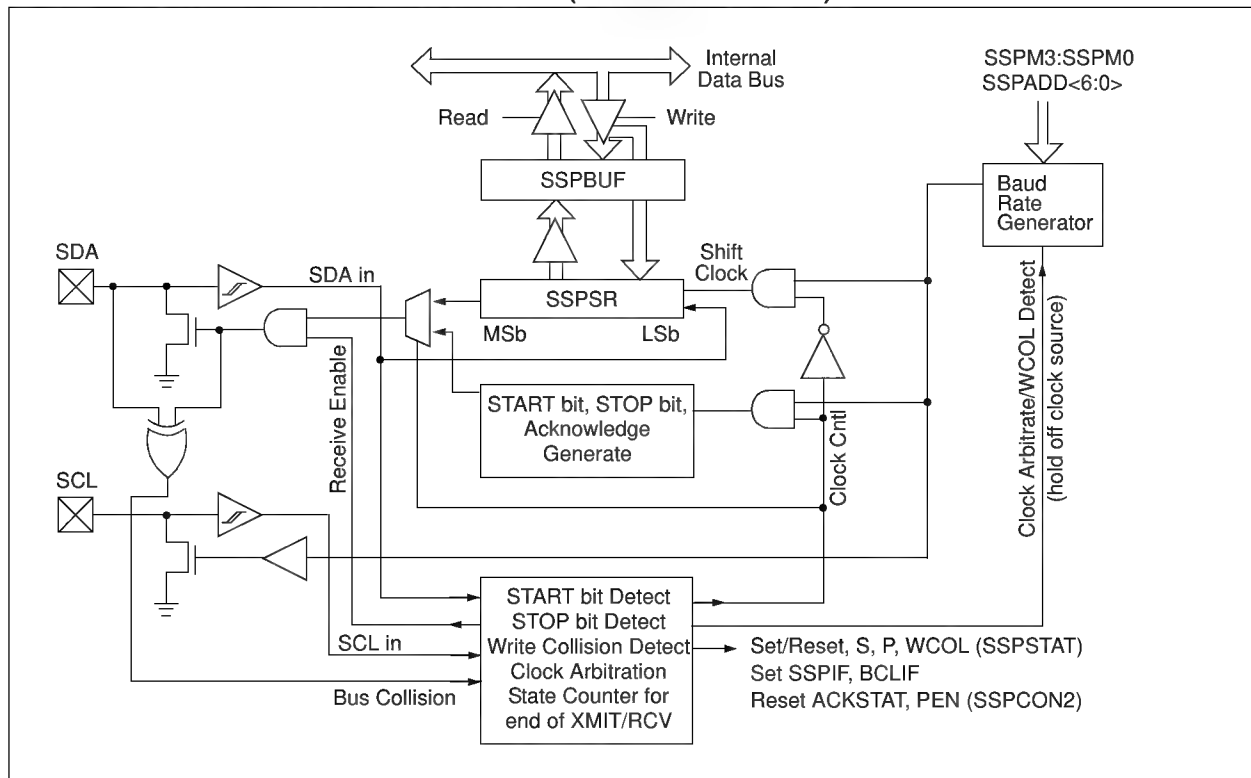 Internal
Data Bus
SSPM3:SSPM0
SSPADD<6:0>
Read
Write
SSPBUF
Baud
Rate
Generator
SDA
SDA in
Shift
Clock
SSPSR
MSb
LSb
Receive Enable
START bit, STOP bit,
Acknowledge
Generate
Clock Cntl
Clock Arbitrate/WCOL Detect
(hold off clock source)
SCL
SCL in
Bus Collision
START bit Detect
STOP bit Detect
Write Collision Detect
Clock Arbitration
State Counter for
end of XMIT/RCV
Set/Reset, S, P, WCOL (SSPSTAT)
Set SSPIF, BCLIF
Reset ACKSTAT, PEN (SSPCON2)